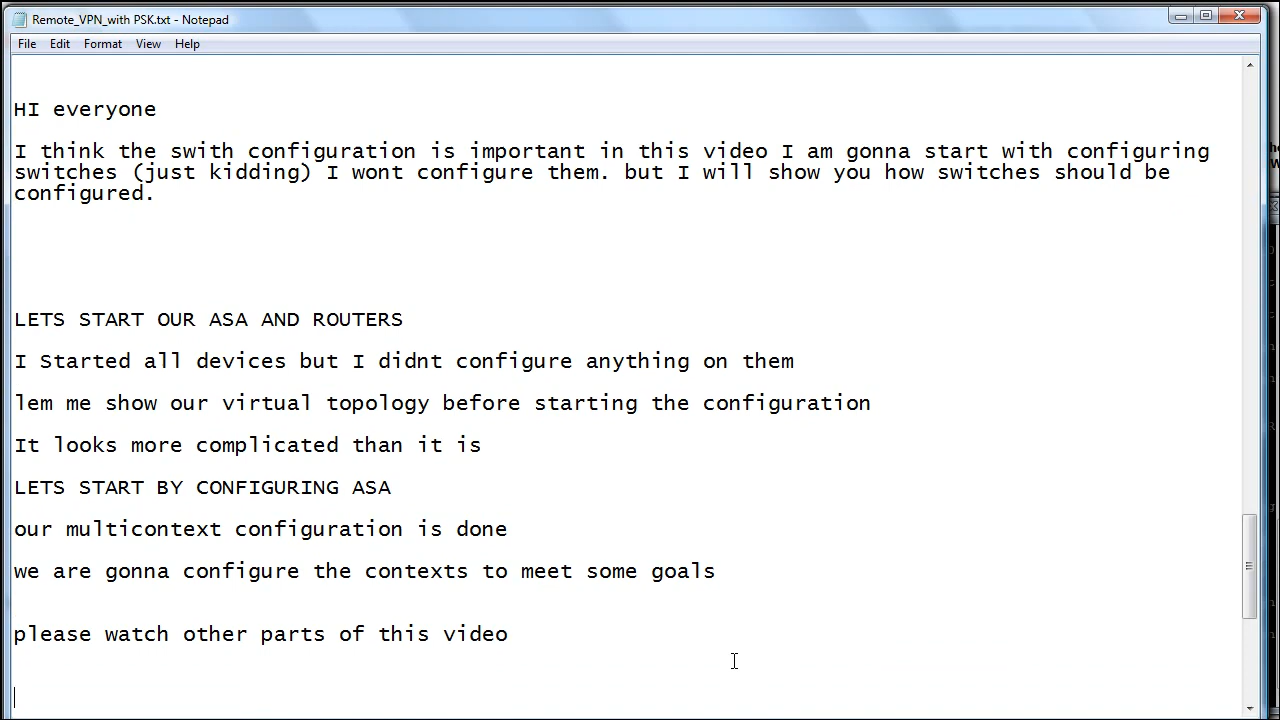 Remote_VPN_with PSK.txt - Notepad
File Edit Format View Help
HI everyone
I think the swith configuration is important in this video I am gonna start with configuring
switches (just kidding) I wont configure them. but I will show you how switches should be
configured.
LETS START OUR ASA AND ROUTERS
I Started all devices but I didnt configure anything on them
lem me show our virtual topology before starting the configuration
It looks more complicated than it is
LETS START BY CONFIGURING ASA
our multicontext configuration is done
we are gonna configure the contexts to meet some goals
please watch other parts of this video